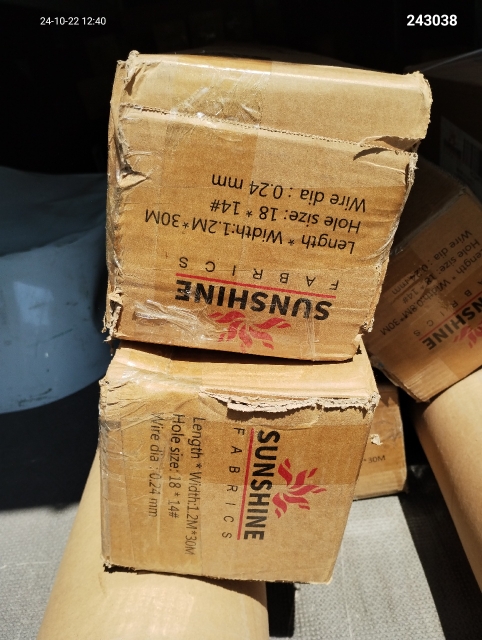 24-10-22 12:40
243038
SUNSHINE
FABRICS
Length * Width:1.2M*30M
Hole size: 18 * 14#
Wire dia : 0.24 mm
SUNSHINE
FABRICS
Length * Width:1.2M*30M
Hole size: 18 * 14#
Wire dia : 0.24 mm